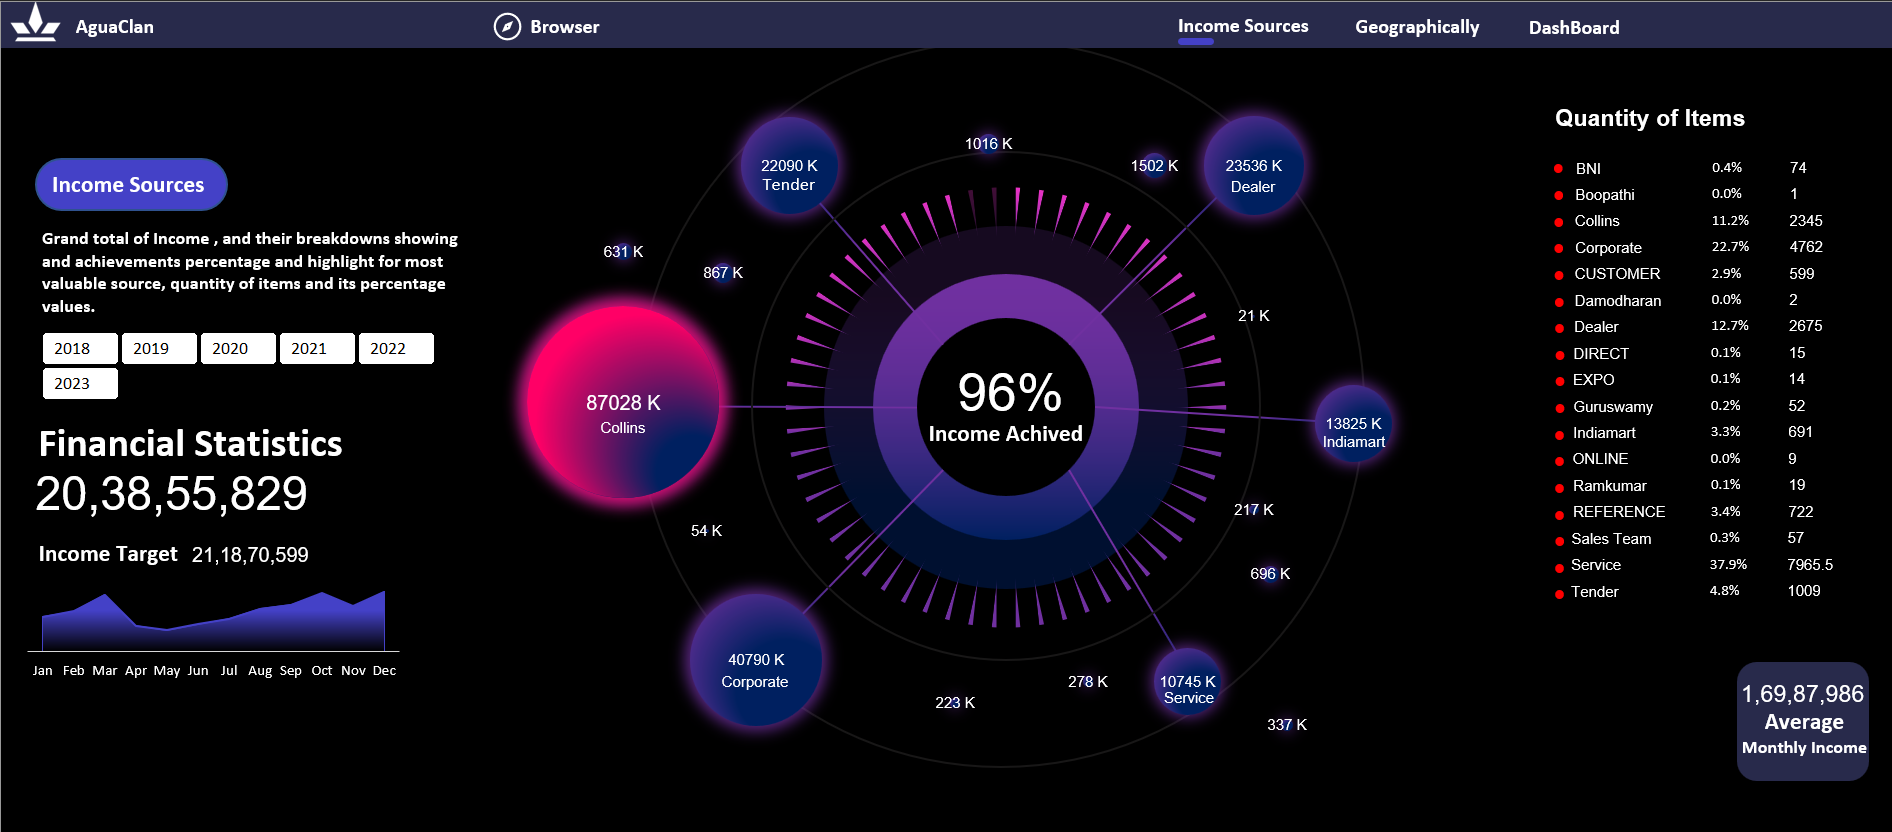 AguaClan
Browser
Income Sources
Geographically
DashBoard
Income Sources
Grand total of Income , and their breakdowns showing
and achievements percentage and highlight for most
valuable source, quantity of items and its percentage
values.
2018 2019 2020 2021 2022
2023
Financial Statistics
20,38,55,829
Income Target 21,18,70,599
Jan Feb Mar Apr May Jun Jul Aug Sep Oct Nov Dec
1016 K
22090 K
Tender
1502 K
23536 K
Dealer
631 K
867 K
21 K
87028 K
Collins
96%
Income Achived
13825 K
Indiamart
54 K
217 K
696 K
40790 K
Corporate
223 K
278 K
10745 K
Service
337 K
Quantity of Items
BNI 0.4% 74
Boopathi 0.0% 1
Collins 11.2% 2345
Corporate 22.7% 4762
CUSTOMER 2.9% 599
Damodharan 0.0% 2
Dealer 12.7% 2675
DIRECT 0.1% 15
EXPO 0.1% 14
Guruswamy 0.2% 52
Indiamart 3.3% 691
ONLINE 0.0% 9
Ramkumar 0.1% 19
REFERENCE 3.4% 722
Sales Team 0.3% 57
Service 37.9% 7965.5
Tender 4.8% 1009
1,69,87,986
Average
Monthly Income